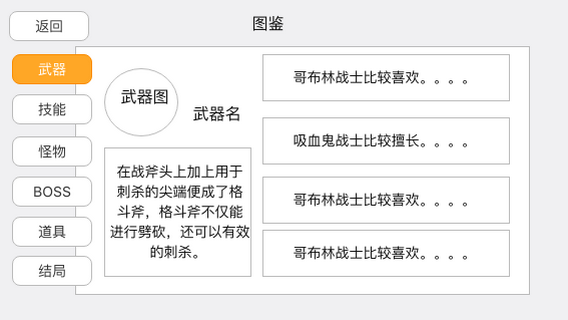 返回
图鉴
武器
技能
怪物
BOSS
道具
结局
武器图
武器名
在战斧头上加上用于
刺杀的尖端便成了格
斗斧，格斗斧不仅能
进行劈砍，还可以有效
的刺杀。
哥布林战士比较喜欢。。。。
吸血鬼战士比较擅长。。。。
哥布林战士比较喜欢。。。。
哥布林战士比较喜欢。。。。